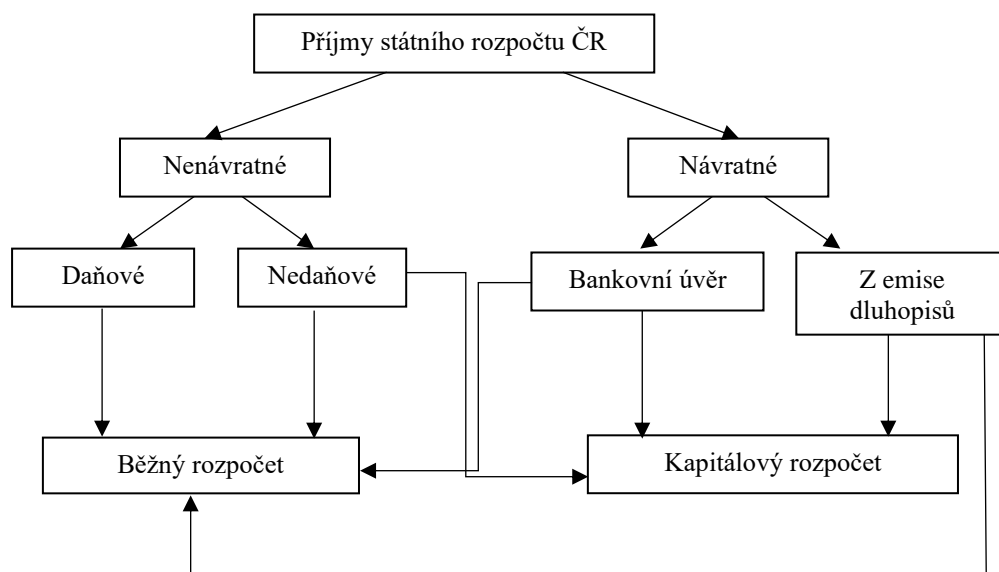 Příjmy státního rozpočtu ČR
Nenávratné
Návratné
Daňové
Nedaňové
Bankovní úvěr
Z emise
dluhopisů
Běžný rozpočet
Kapitálový rozpočet